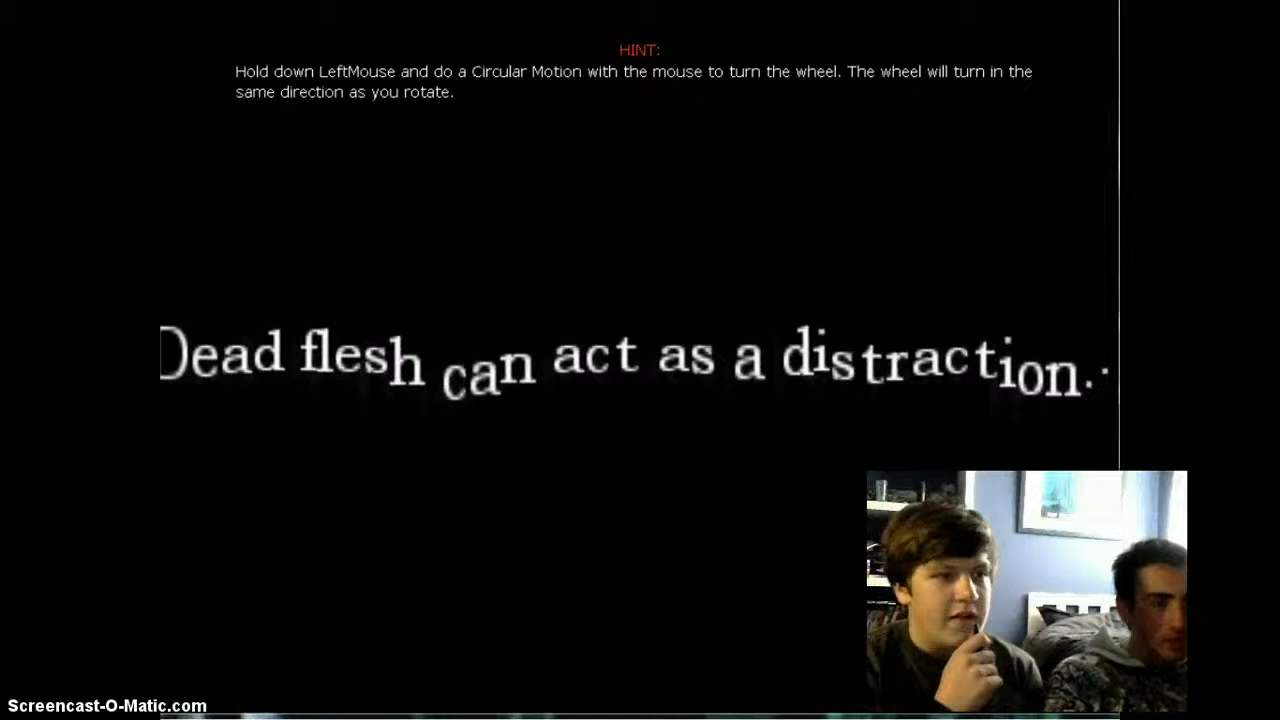 HINT:
Hold down LeftMouse and do a Circular Motion with the mouse to turn the wheel. The wheel will turn in the
same direction as you rotate.
Dead flesh can act as a distraction..
Screencast-O-Matic.com